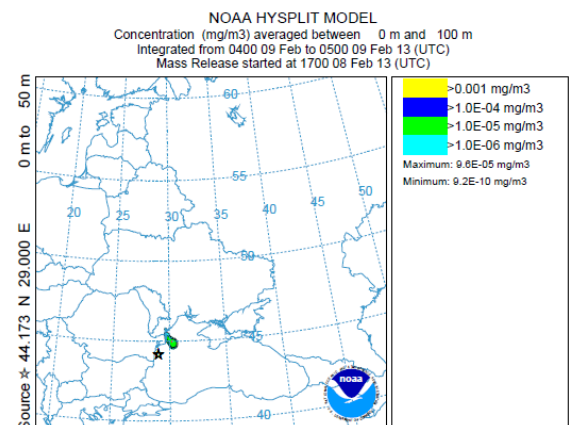 NOAA HYSPLIT MODEL
Concentration (mg/m3) averaged between 0 m and 100 m
Integrated from 0400 09 Feb to 0500 09 Feb 13 (UTC)
Mass Release started at 1700 08 Feb 13 (UTC)
Source ☆ 44.173 N 29.000 E 0 m to 50 m
>0.001 mg/m3
>1.0E-04 mg/m3
>1.0E-05 mg/m3
>1.0E-06 mg/m3
Maximum: 9.6E-05 mg/m3
Minimum: 9.2E-10 mg/m3
60
55
20 25 30 35 40 45 50
50
45
40
noaa